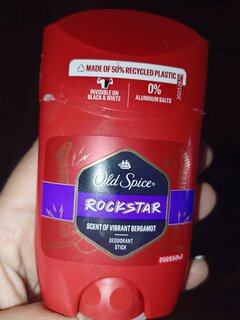 MADE OF 50% RECYCLED PLASTIC
INVISIBLE ON
BLACK & WHITE
0%
ALUMINUM SALTS
Old Spice
ROCKSTAR
SCENT OF VIBRANT BERGAMOT
DEODORANT
STICK